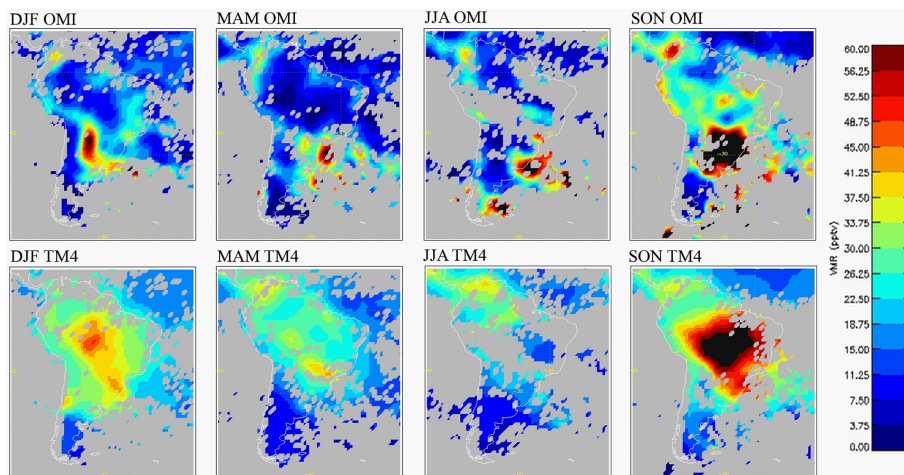 DJF OMI
MAM OMI
JJA OMI
SON OMI
DJF TM4
MAM TM4
JJA TM4
SON TM4
60.00
56.25
52.50
48.75
45.00
41.25
37.50
33.75
30.00
26.25
22.50
18.75
15.00
11.25
7.50
3.75
0.00
VMR (pptv)